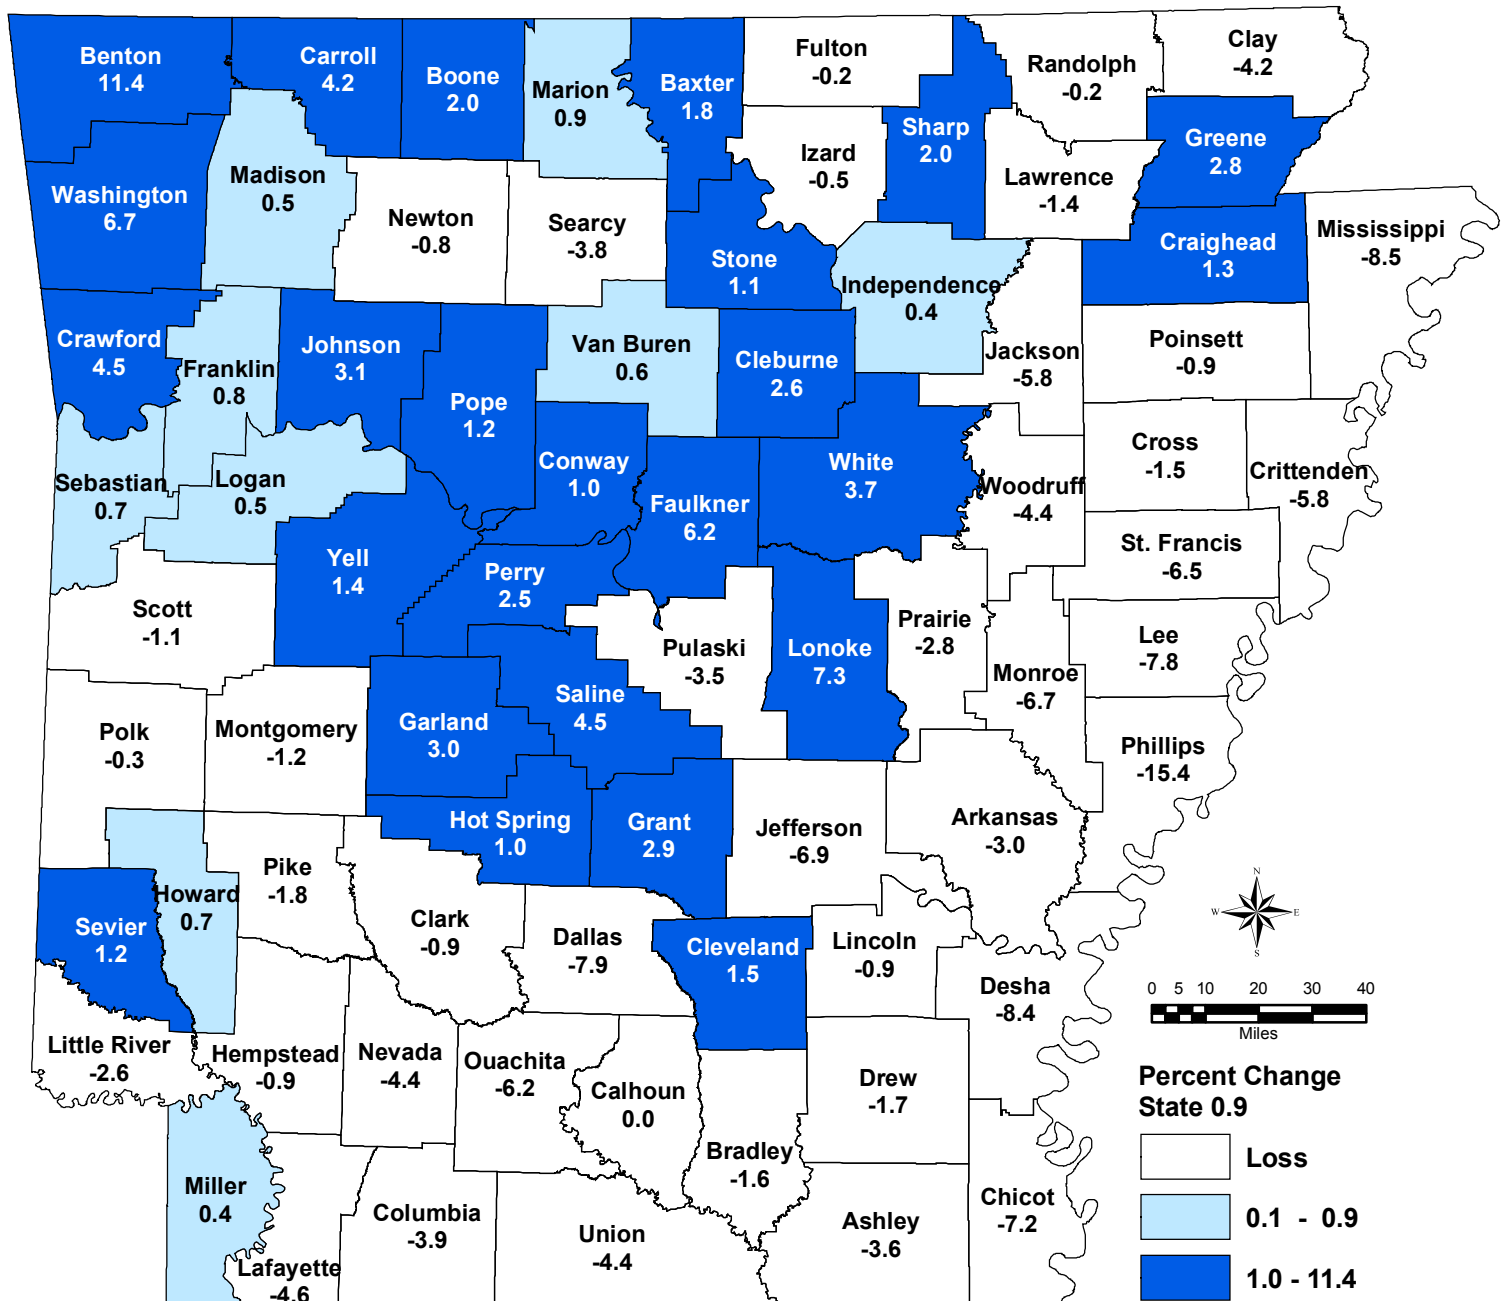 Benton
11.4
Carroll
4.2
Boone
2.0
Marion
0.9
Baxter
1.8
Fulton
-0.2
Sharp
2.0
Randolph
-0.2
Clay
-4.2
Greene
2.8
Washington
6.7
Madison
0.5
Newton
-0.8
Searcy
-3.8
Stone
1.1
Izard
-0.5
Independence
0.4
Lawrence
-1.4
Craighead
1.3
Mississippi
-8.5
Crawford
4.5
Franklin
0.8
Johnson
3.1
Pope
1.2
Van Buren
0.6
Cleburne
2.6
Jackson
-5.8
Poinsett
-0.9
Sebastian
0.7
Logan
0.5
Conway
1.0
Faulkner
6.2
White
3.7
Woodruff
-4.4
Cross
-1.5
Crittenden
-5.8
Yell
1.4
Perry
2.5
St. Francis
-6.5
Scott
-1.1
Pulaski
-3.5
Lonoke
7.3
Prairie
-2.8
Monroe
-6.7
Lee
-7.8
Polk
-0.3
Montgomery
-1.2
Garland
3.0
Saline
4.5
Phillips
-15.4
Hot Spring
1.0
Grant
2.9
Jefferson
-6.9
Arkansas
-3.0
Sevier
1.2
Howard
0.7
Pike
-1.8
Clark
-0.9
Dallas
-7.9
Cleveland
1.5
Lincoln
-0.9
Desha
-8.4
Little River
-2.6
Hempstead
-0.9
Nevada
-4.4
Ouachita
-6.2
Calhoun
0.0
Bradley
-1.6
Drew
-1.7
Miller
0.4
Lafayette
-4.6
Columbia
-3.9
Union
-4.4
Ashley
-3.6
Chicot
-7.2
N
W E
S
0 5 10 20 30 40
Miles
Percent Change
State 0.9
Loss
0.1 - 0.9
1.0 - 11.4